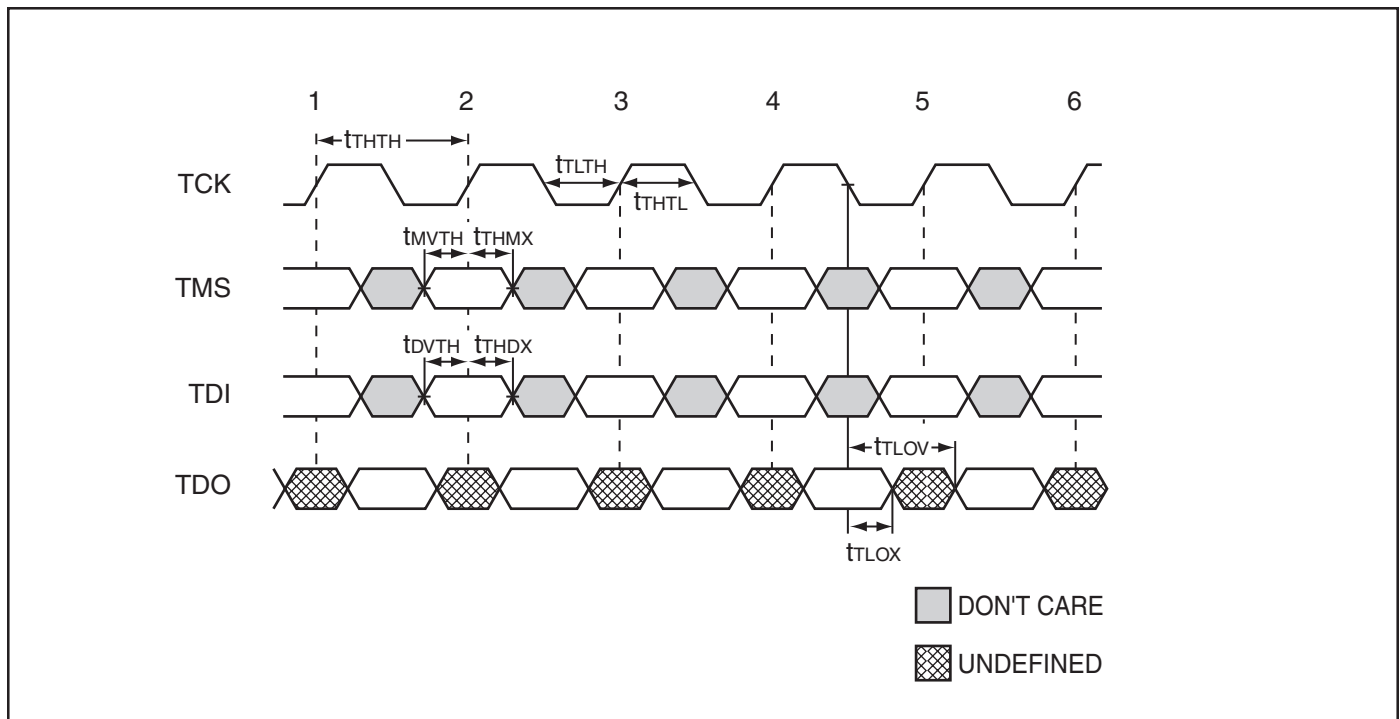 1 2 3 4 5 6
tTHTH
tTLTH
TCK
tTHTL
tMVTH tTHMX
TMS
tDVTH tTHDX
TDI
tTLOV
TDO
tTLOX
DON'T CARE
UNDEFINED